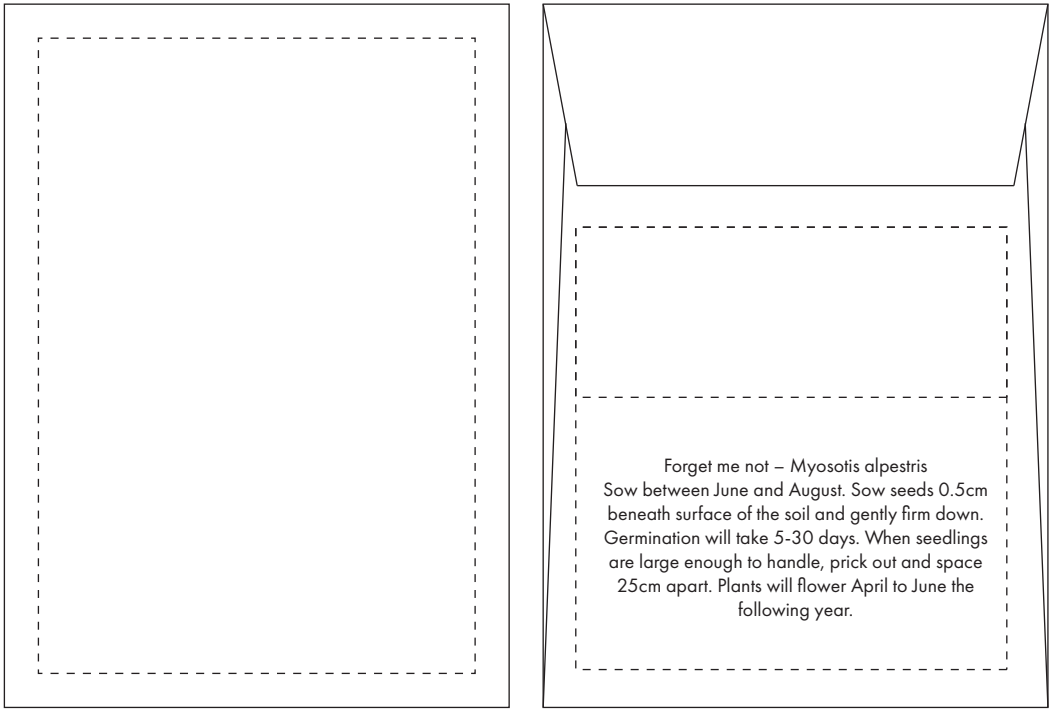 Forget me not – Myosotis alpestris
Sow between June and August. Sow seeds 0.5cm
beneath surface of the soil and gently firm down.
Germination will take 5-30 days. When seedlings
are large enough to handle, prick out and space
25cm apart. Plants will flower April to June the
following year.